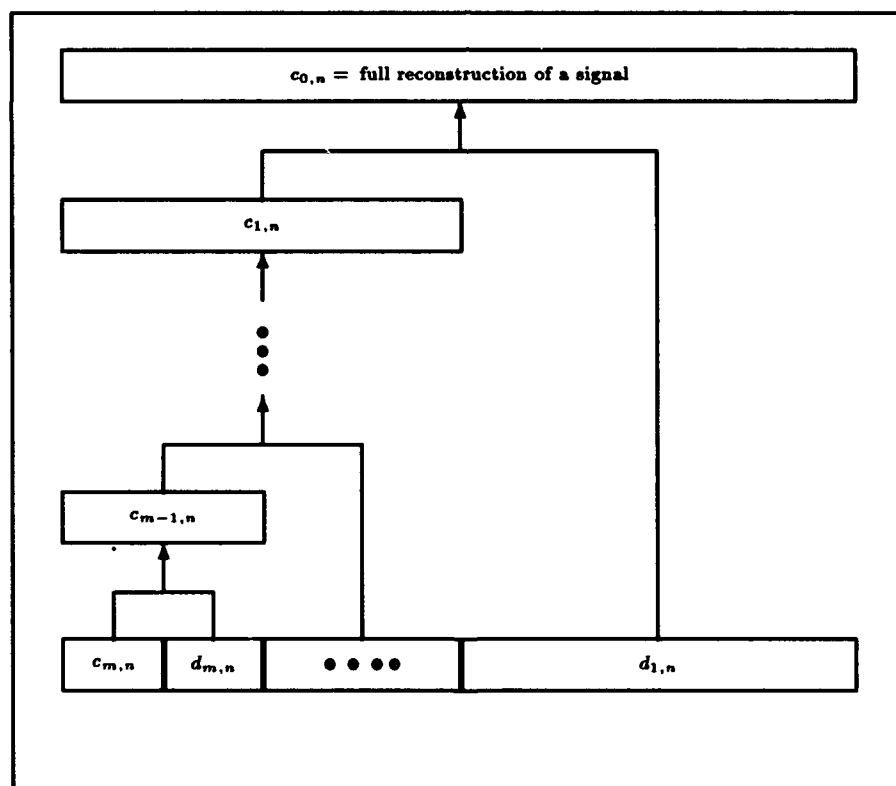 c₀,ₙ = full reconstruction of a signal
c₁,ₙ
cₘ₋₁,ₙ
cₘ,ₙ dₘ,ₙ d₁,ₙ